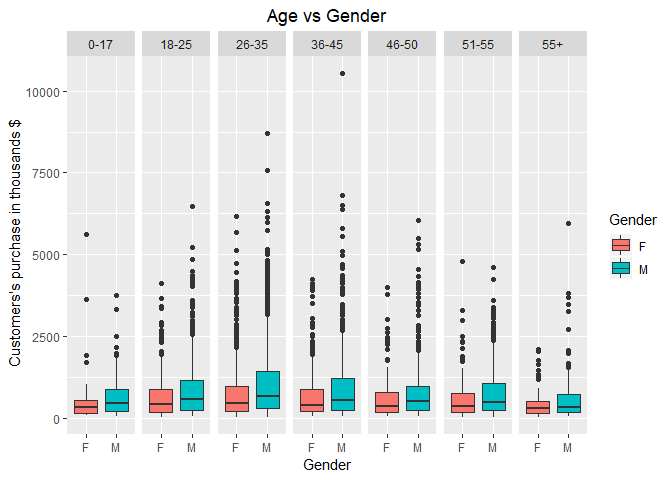 Age vs Gender
0-17 18-25 26-35 36-45 46-50 51-55 55+
Customers's purchase in thousands $
10000
7500
5000
2500
0
F M F M F M F M F M F M F M
Gender
Gender
F
M